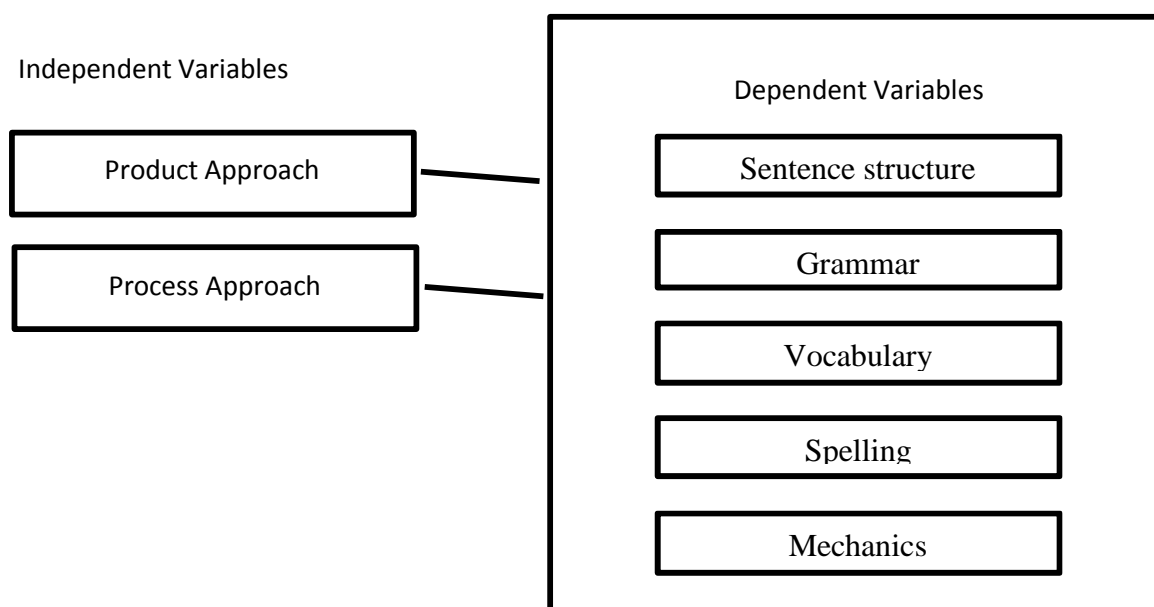 Independent Variables
Product Approach
Process Approach
Dependent Variables
Sentence structure
Grammar
Vocabulary
Spelling
Mechanics